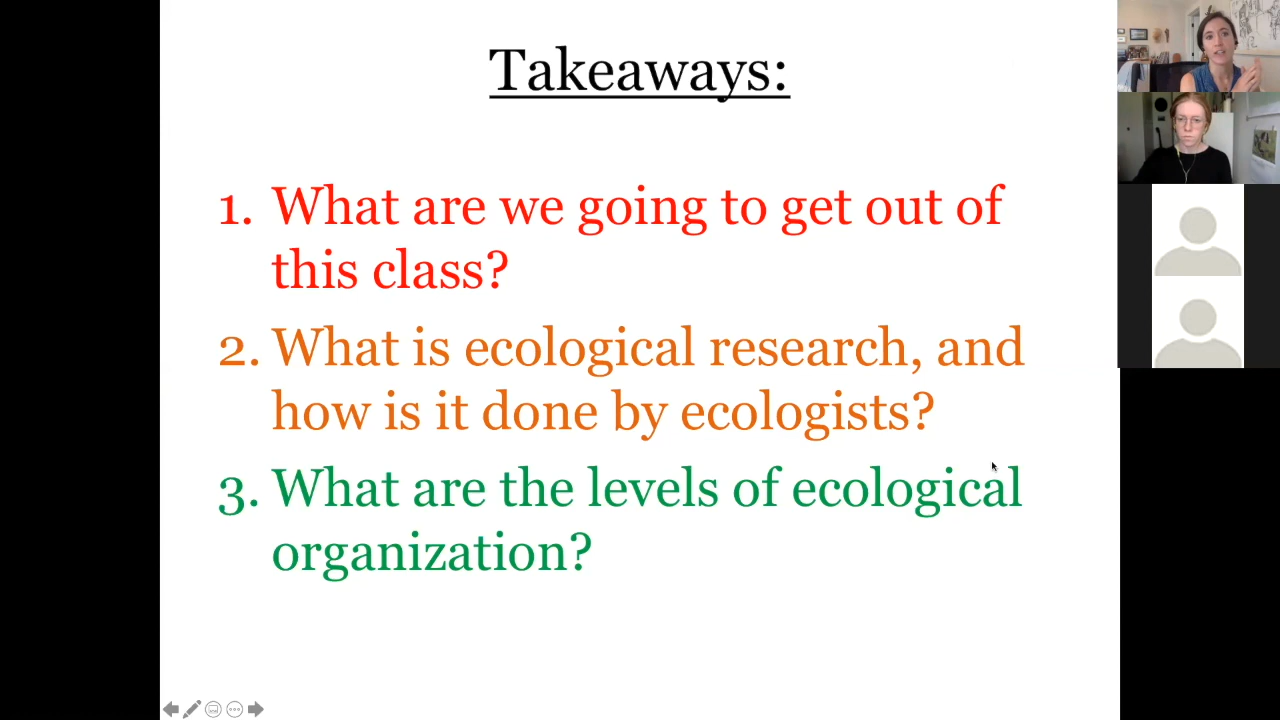 Takeaways:
1. What are we going to get out of
this class?
2. What is ecological research, and
how is it done by ecologists?
3. What are the levels of ecological
organization?